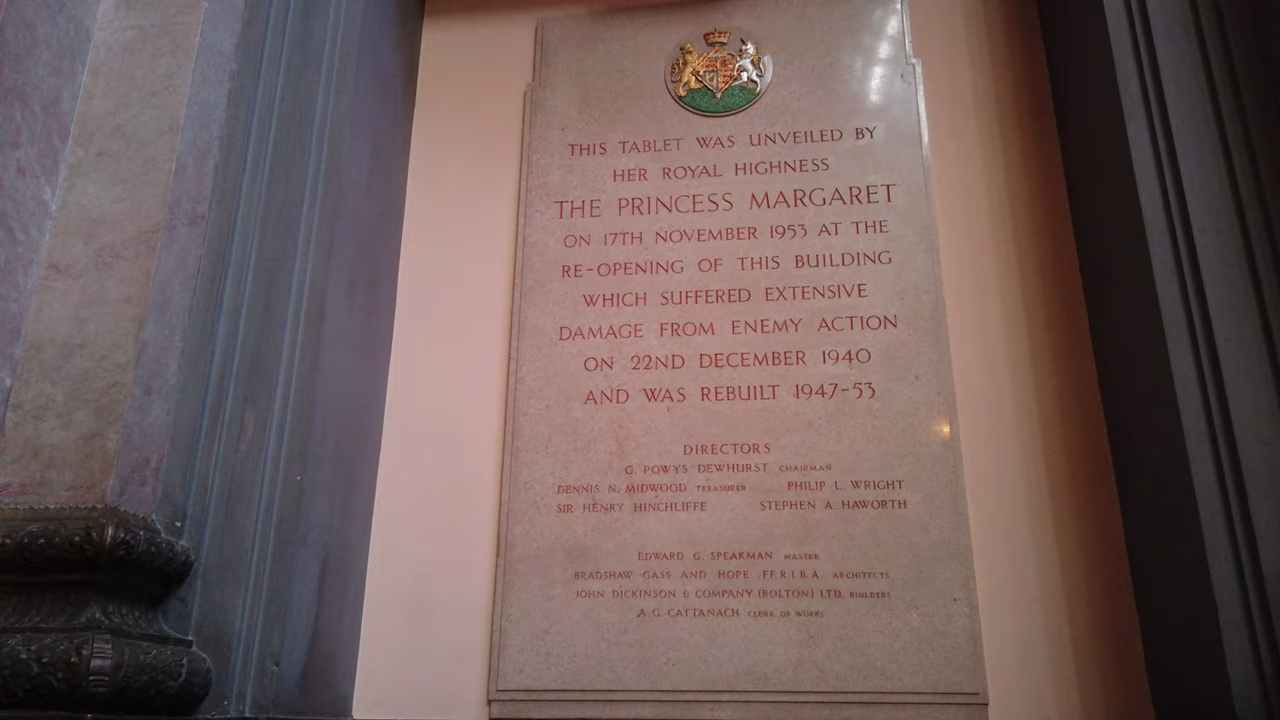 THIS TABLET WAS UNVEILED BY
HER ROYAL HIGHNESS
THE PRINCESS MARGARET
ON 17TH NOVEMBER 1953 AT THE
RE-OPENING OF THIS BUILDING
WHICH SUFFERED EXTENSIVE
DAMAGE FROM ENEMY ACTION
ON 22ND DECEMBER 1940
AND WAS REBUILT 1947-53
DIRECTORS
G. POWYS DEWHURST CHAIRMAN
DENNIS N. MIDWOOD TREASURER PHILIP L. WRIGHT
SIR HENRY HINCHLIFFE STEPHEN A. HAWORTH
EDWARD G. SPEAKMAN MASTER
BRADSHAW GASS AND HOPE FF.R.I.B.A. ARCHITECTS
JOHN DICKINSON & COMPANY (BOLTON) LTD. BUILDERS
A.G. CATTANACH CLERK OF WORKS